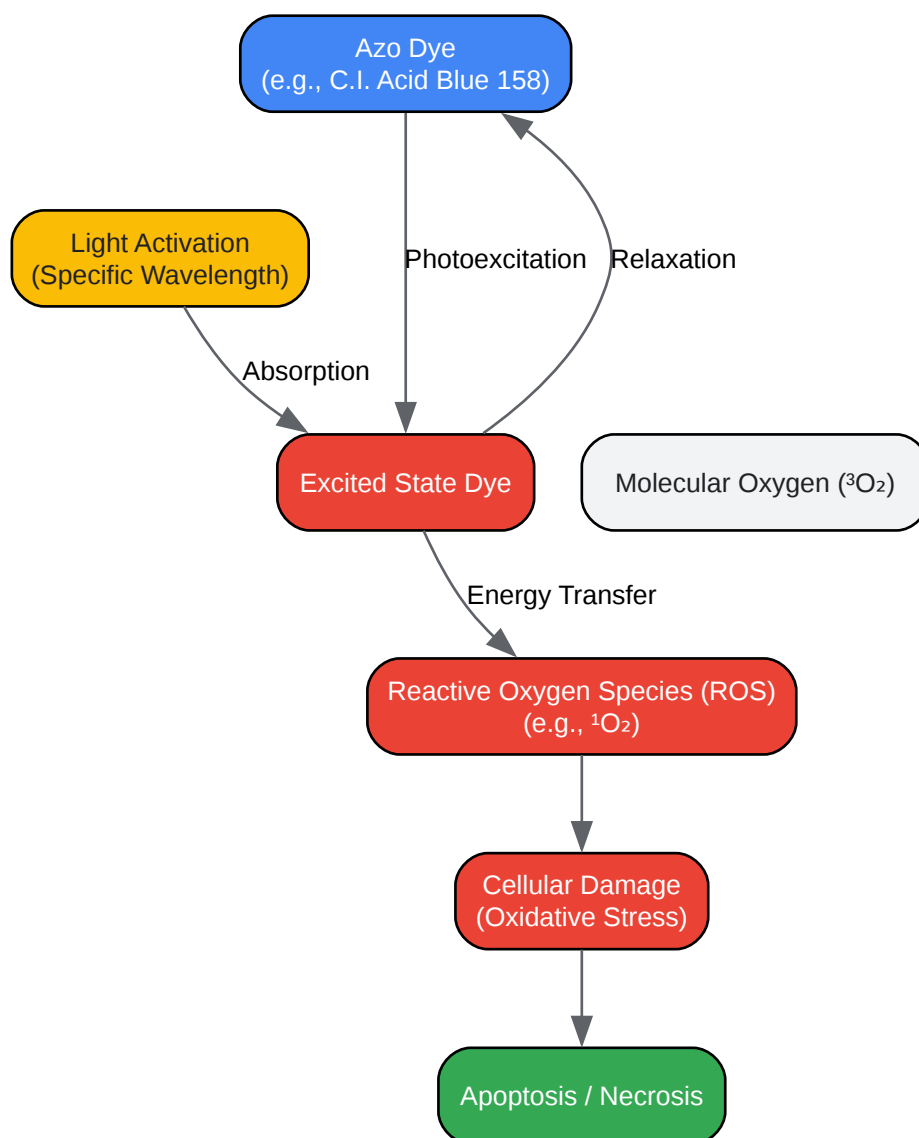 Azo Dye
(e.g., C.I. Acid Blue 158)
Light Activation
(Specific Wavelength)
Photoexcitation
Relaxation
Absorption
Excited State Dye
Molecular Oxygen (³O₂)
Energy Transfer
Reactive Oxygen Species (ROS)
(e.g., ¹O₂)
Cellular Damage
(Oxidative Stress)
Apoptosis / Necrosis